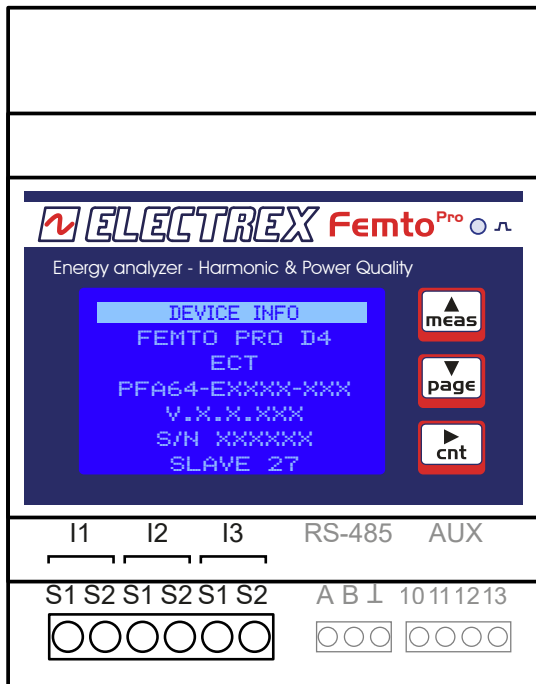 ELECTREX Femto Pro
Energy analyzer - Harmonic & Power Quality
DEVICE INFO
FEMTO PRO D4
ECT
PFA64-EXXXX-XXX
V.X.X.XXX
S/N XXXXXX
SLAVE 27
meas
page
cnt
I1 I2 I3 RS-485 AUX
S1 S2 S1 S2 S1 S2 A B ⊥ 10 11 12 13